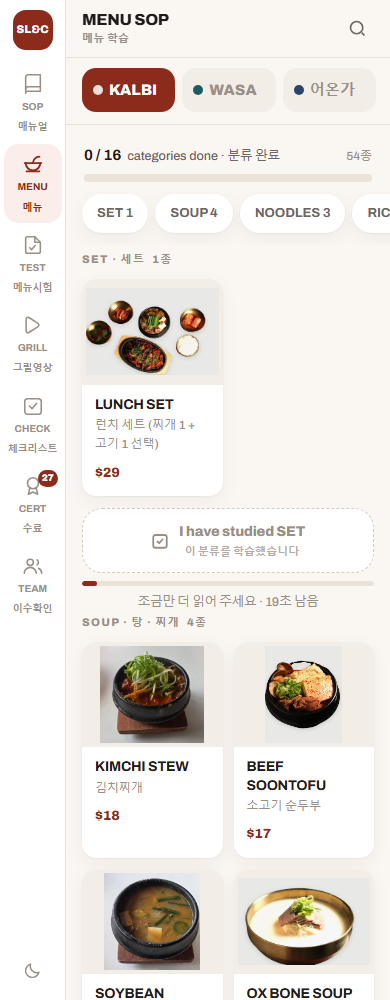 SL&C
MENU SOP
메뉴 학습
SOP
매뉴얼
MENU
메뉴
TEST
메뉴시험
GRILL
그릴영상
CHECK
체크리스트
27
CERT
수료
TEAM
이수확인
KALBI
WASA
어온가
0 / 16 categories done · 분류 완료
54종
SET 1
SOUP 4
NOODLES 3
RIC
SET · 세트 1종
LUNCH SET
런치 세트 (찌개 1 +
고기 1 선택)
$29
I have studied SET
이 분류를 학습했습니다
조금만 더 읽어 주세요 · 19초 남음
SOUP · 탕 · 찌개 4종
KIMCHI STEW
김치찌개
$18
BEEF
SOONTOFU
소고기 순두부
$17
SOYBEAN
OX BONE SOUP